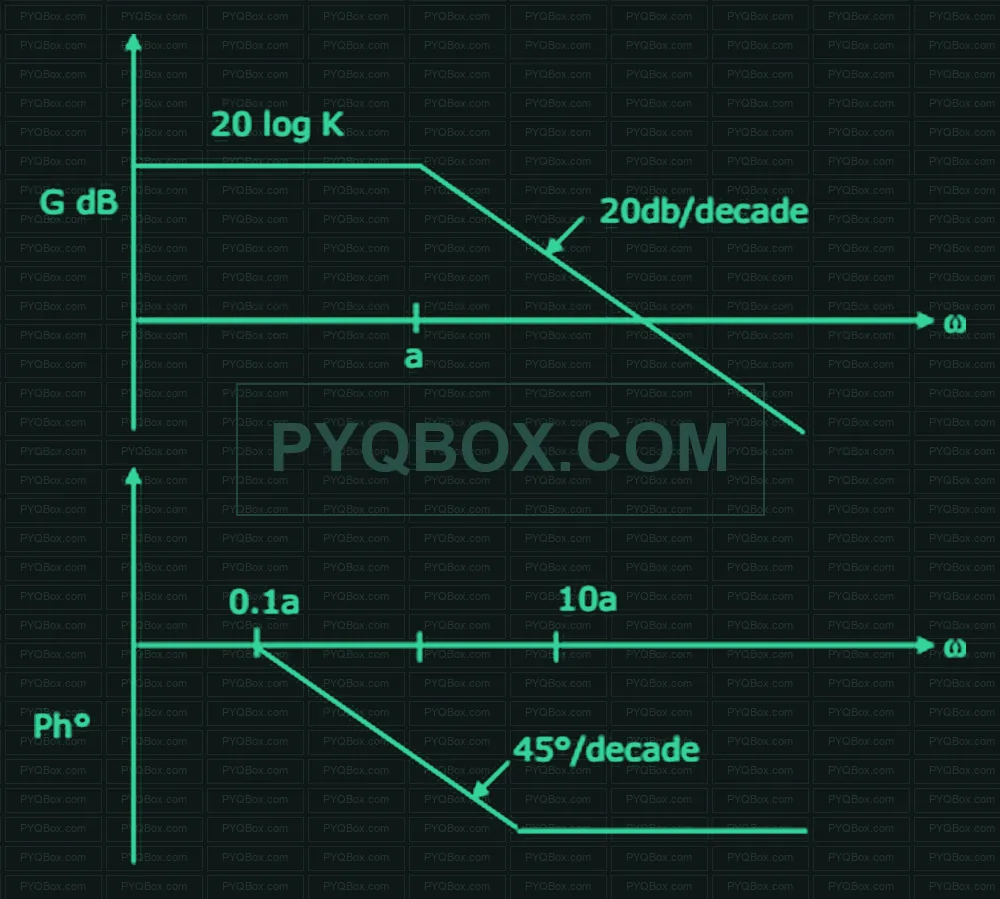 20 log K
G dB
20db/decade
ω
a
PYQBOX.COM
0.1a
10a
ω
Ph°
45°/decade